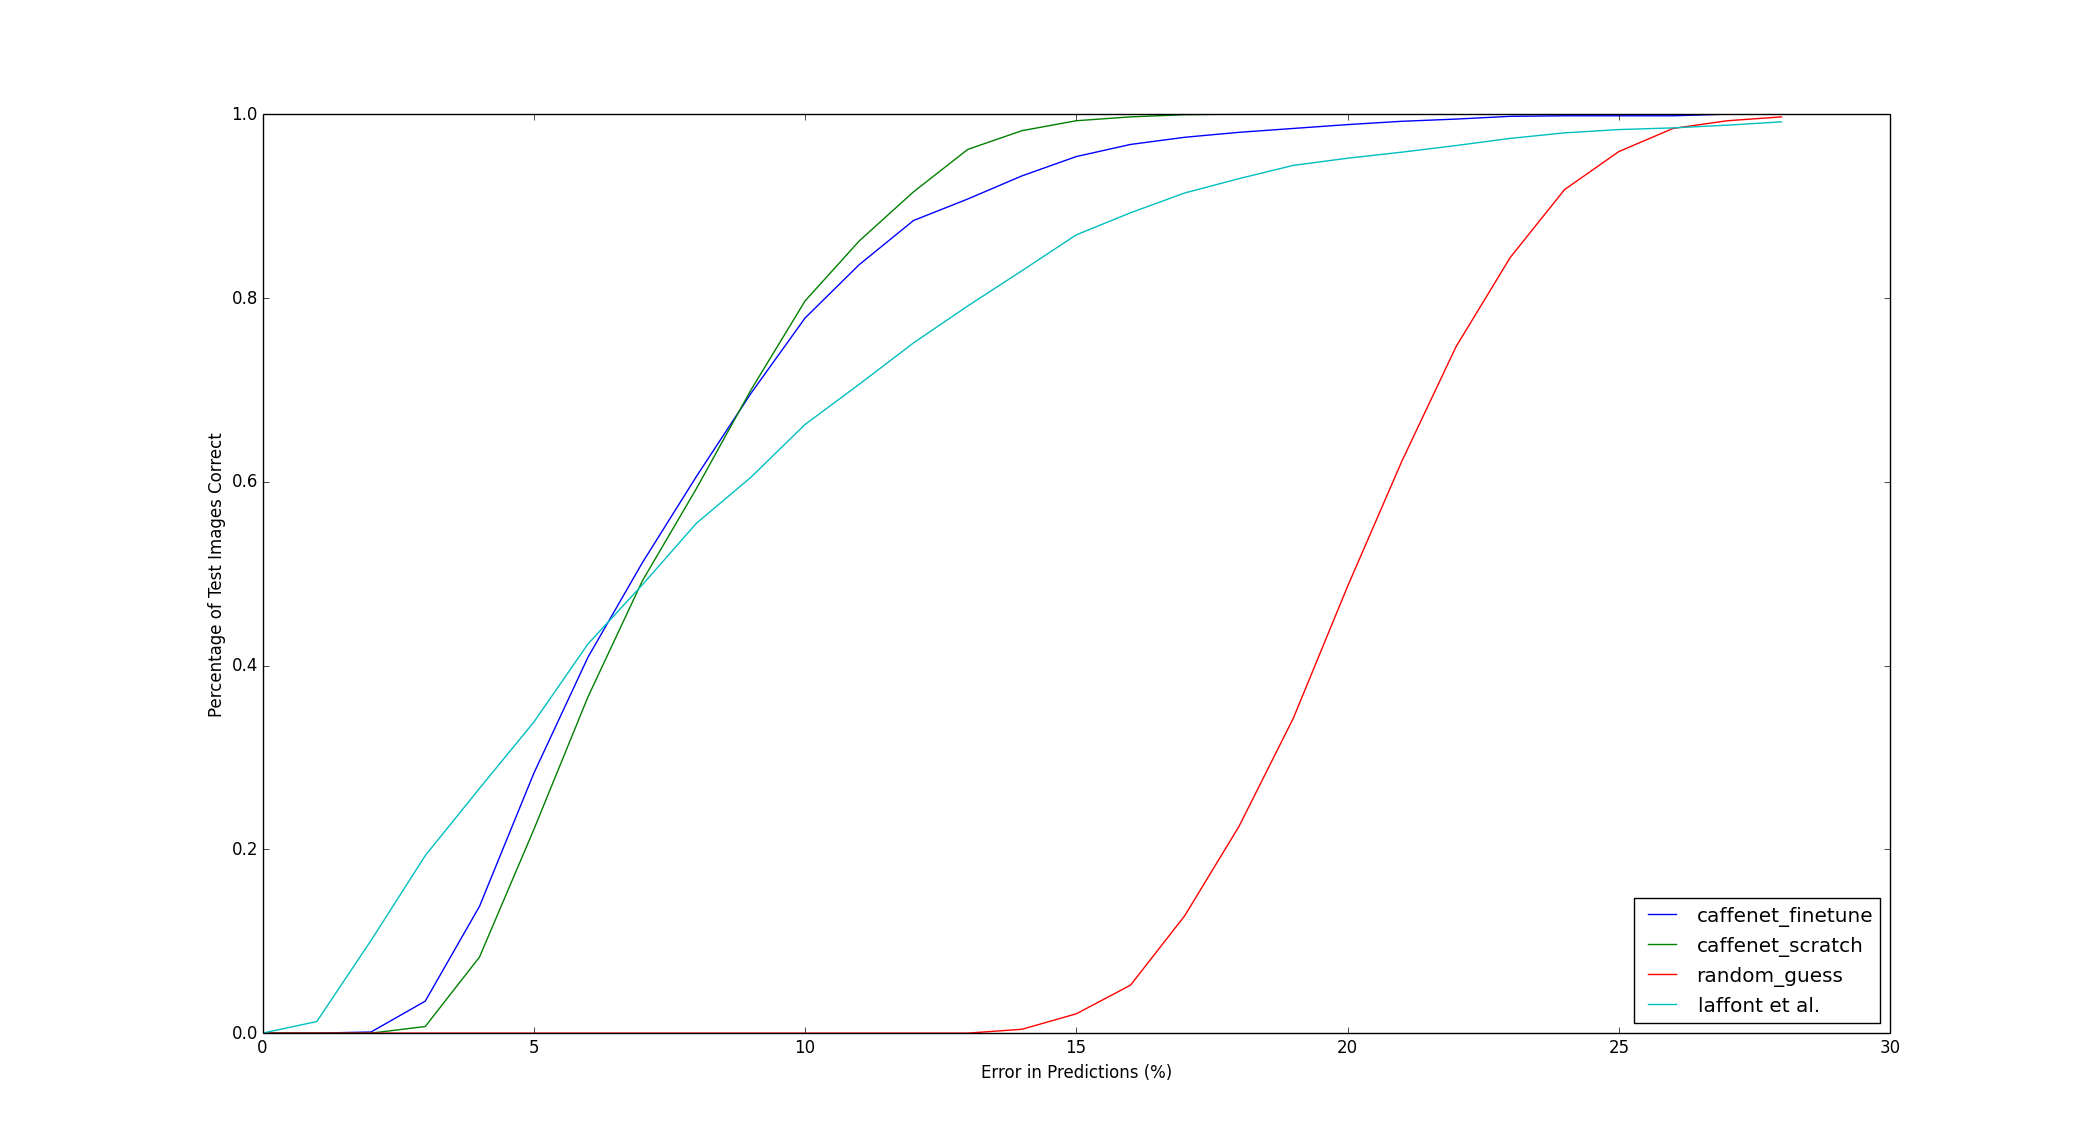 1.0
0.8
0.6
0.4
0.2
0.0
Percentage of Test Images Correct
0 5 10 15 20 25 30
Error in Predictions (%)
caffenet_finetune
caffenet_scratch
random_guess
laffont et al.